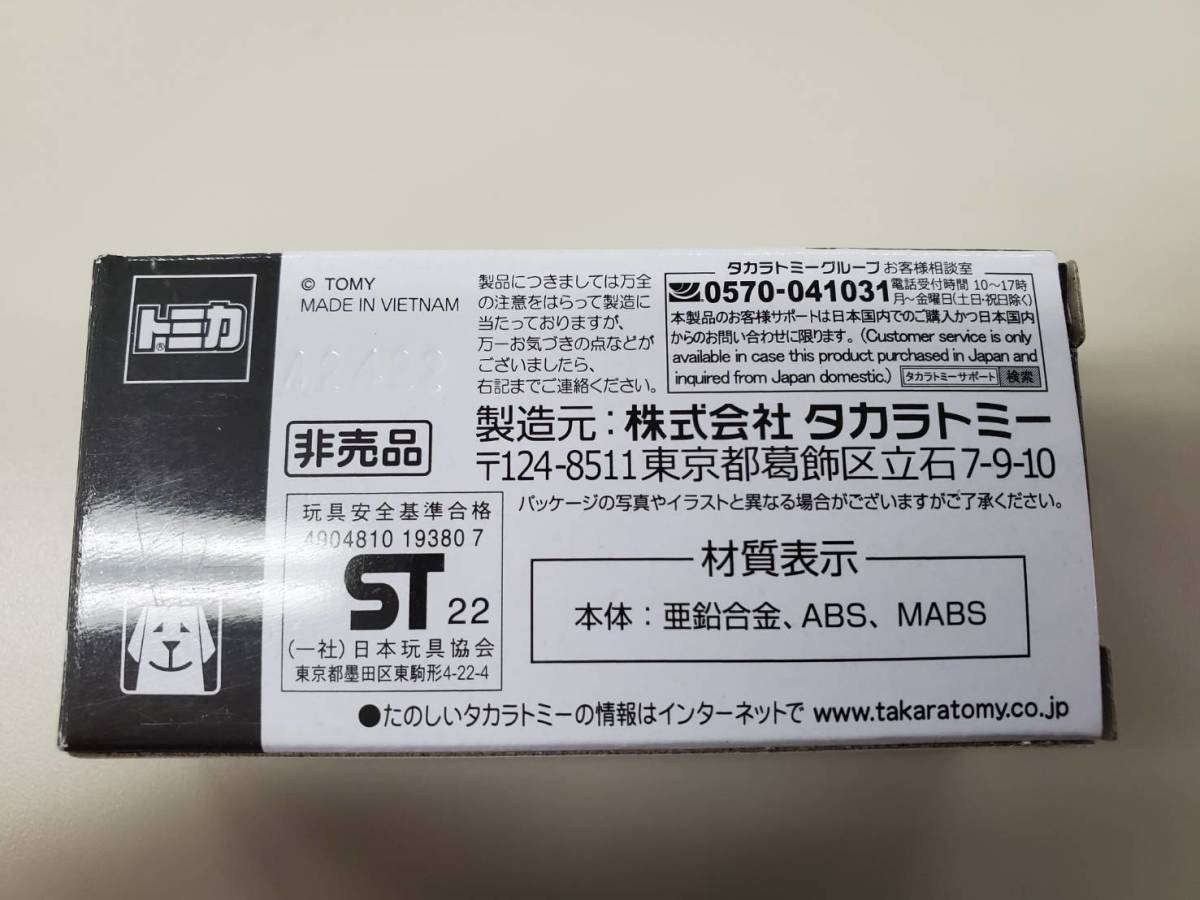 トミカ
®
© TOMY
MADE IN VIETNAM
製品につきましては万全
の注意をはらって製造に
当たっておりますが、
万一お気づきの点などが
ございましたら、
右記までご連絡ください。
タカラトミーグループ お客様相談室
0570-041031 電話受付時間 10〜17時
月〜金曜日(土日・祝日除く)
本製品のお客様サポートは日本国内でのご購入かつ日本国内
からのお問い合わせに限ります。(Customer service is only
available in case this product purchased in Japan and
inquired from Japan domestic.) タカラトミーサポート 検索
非売品
製造元:株式会社 タカラトミー
〒124-8511 東京都葛飾区立石7-9-10
パッケージの写真やイラストと異なる場合がございますがご了承ください。
玩具安全基準合格
4904810 19380 7
ST 22
(一社)日本玩具協会
東京都墨田区東駒形4-22-4
材質表示
本体:亜鉛合金、ABS、MABS
●たのしいタカラトミーの情報はインターネットで www.takaratomy.co.jp